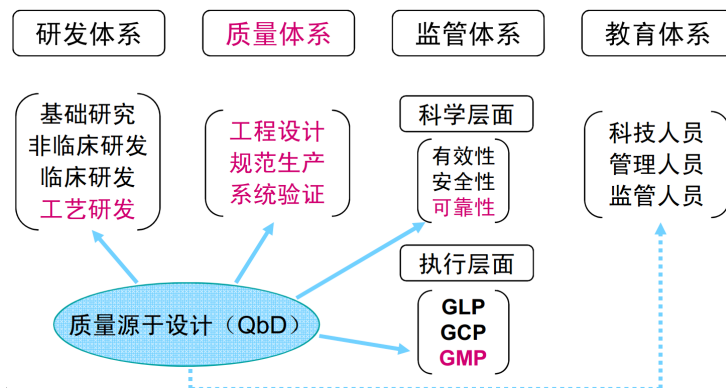 研发体系
质量体系
监管体系
教育体系
基础研究
非临床研发
临床研发
工艺研发
工程设计
规范生产
系统验证
科学层面
有效性
安全性
可靠性
执行层面
GLP
GCP
GMP
科技人员
管理人员
监管人员
质量源于设计（QbD）